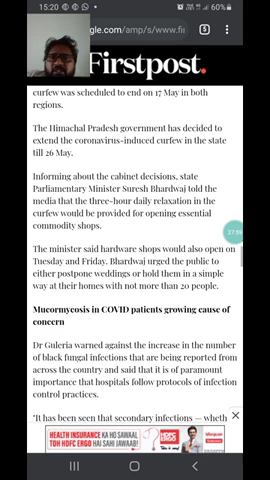 15:20
60%
gle.com/amp/s/www.fi
5
Firstpost.
curfew was scheduled to end on 17 May in both
regions.
The Himachal Pradesh government has decided to
extend the coronavirus-induced curfew in the state
till 26 May.
Informing about the cabinet decisions, state
Parliamentary Minister Suresh Bhardwaj told the
media that the three-hour daily relaxation in the
curfew would be provided for opening essential
commodity shops.
The minister said hardware shops would also open on
Tuesday and Friday. Bhardwaj urged the public to
either postpone weddings or hold them in a simple
way at their homes with not more than 20 people.
Mucormycosis in COVID patients growing cause of
concern
Dr Guleria warned against the increase in the number
of black fungal infections that are being reported from
across the country and said that it is of
paramount importance that hospitals follow protocols of infection
control practices.
"It has been seen that secondary infections — wheth
HEALTH INSURANCE KA HO SAWAAL
TOH HDFC ERGO HAI SAHI JAWAAB!
HDFC
ERGO